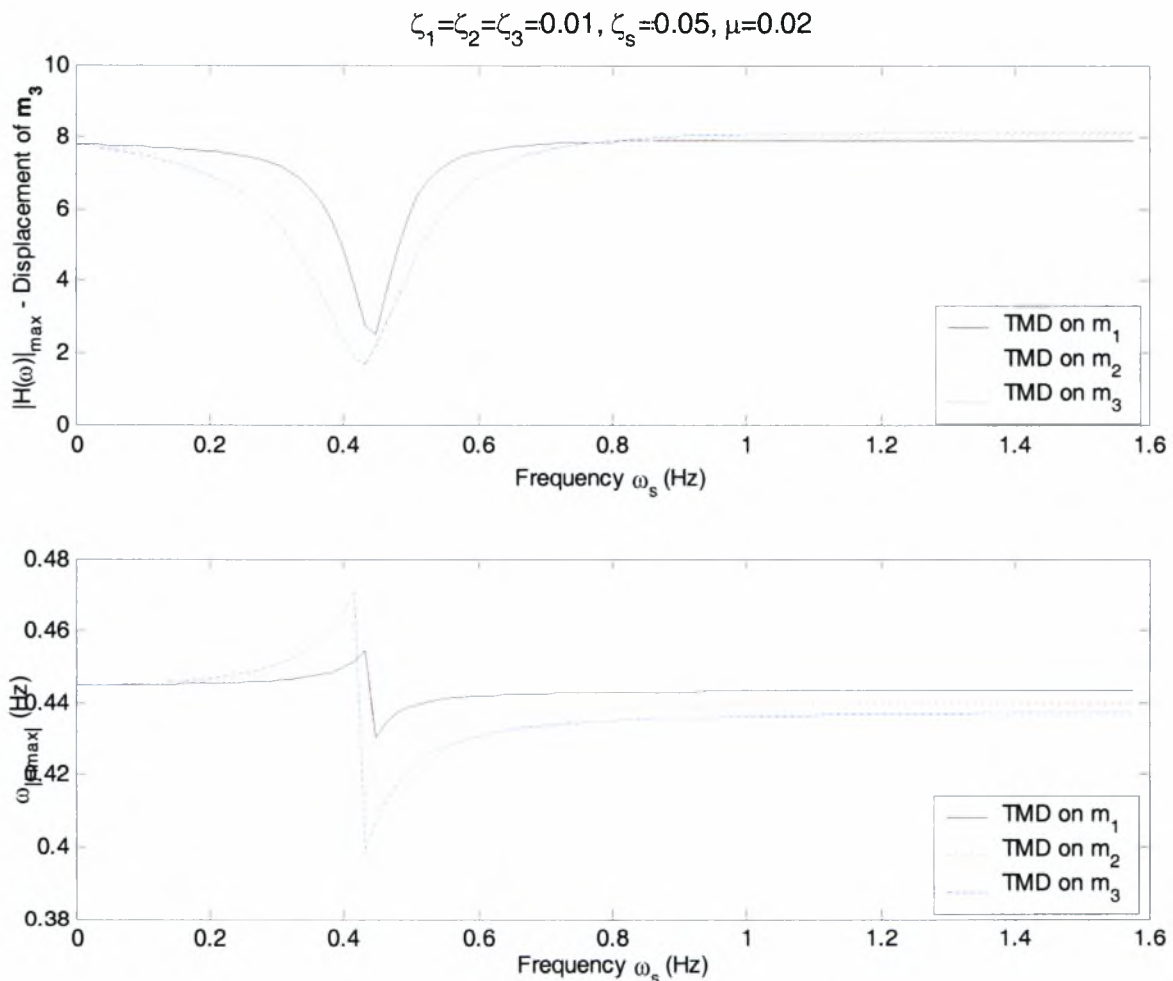 ζ₁=ζ₂=ζ₃=0.01, ζₛ=0.05, μ=0.02
10
8
6
4
2
0
|H(ω)|max - Displacement of m₃
TMD on m₁
TMD on m₂
TMD on m₃
0 0.2 0.4 0.6 0.8 1 1.2 1.4 1.6
Frequency ωₛ (Hz)
0.48
0.46
0.44
0.42
0.4
0.38
(Hz)
TMD on m₁
TMD on m₂
TMD on m₃
0 0.2 0.4 0.6 0.8 1 1.2 1.4 1.6
Frequency ωₛ (Hz)